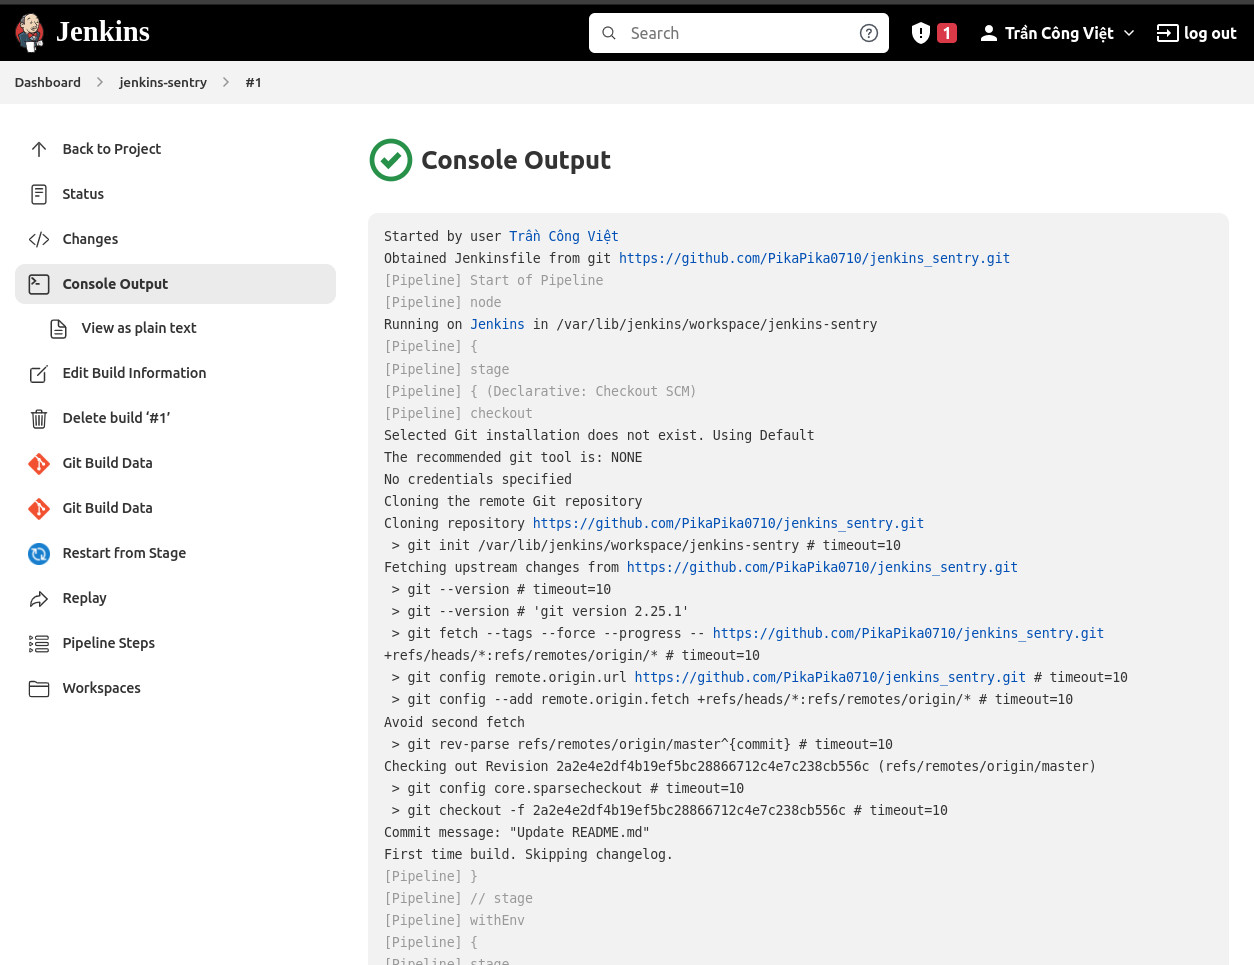 Jenkins
Search
1
Trần Công Việt
log out
Dashboard
jenkins-sentry
#1
Back to Project
Status
Changes
Console Output
View as plain text
Edit Build Information
Delete build ‘#1’
Git Build Data
Git Build Data
Restart from Stage
Replay
Pipeline Steps
Workspaces
Console Output
Started by user Trần Công Việt
Obtained Jenkinsfile from git https://github.com/PikaPika0710/jenkins_sentry.git
[Pipeline] Start of Pipeline
[Pipeline] node
Running on Jenkins in /var/lib/jenkins/workspace/jenkins-sentry
[Pipeline] {
[Pipeline] stage
[Pipeline] { (Declarative: Checkout SCM)
[Pipeline] checkout
Selected Git installation does not exist. Using Default
The recommended git tool is: NONE
No credentials specified
Cloning the remote Git repository
Cloning repository https://github.com/PikaPika0710/jenkins_sentry.git
 > git init /var/lib/jenkins/workspace/jenkins-sentry # timeout=10
Fetching upstream changes from https://github.com/PikaPika0710/jenkins_sentry.git
 > git --version # timeout=10
 > git --version # 'git version 2.25.1'
 > git fetch --tags --force --progress -- https://github.com/PikaPika0710/jenkins_sentry.git
+refs/heads/*:refs/remotes/origin/* # timeout=10
 > git config remote.origin.url https://github.com/PikaPika0710/jenkins_sentry.git # timeout=10
 > git config --add remote.origin.fetch +refs/heads/*:refs/remotes/origin/* # timeout=10
Avoid second fetch
 > git rev-parse refs/remotes/origin/master^{commit} # timeout=10
Checking out Revision 2a2e4e2df4b19ef5bc28866712c4e7c238cb556c (refs/remotes/origin/master)
 > git config core.sparsecheckout # timeout=10
 > git checkout -f 2a2e4e2df4b19ef5bc28866712c4e7c238cb556c # timeout=10
Commit message: "Update README.md"
First time build. Skipping changelog.
[Pipeline] }
[Pipeline] // stage
[Pipeline] withEnv
[Pipeline] {
[Pipeline] stage